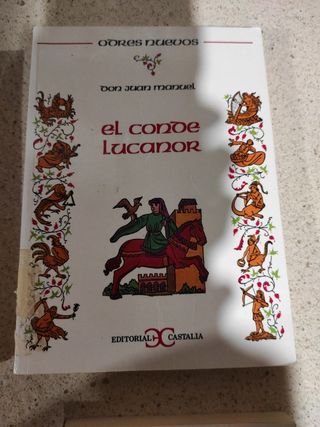 odres nuevos
don juan manuel
el conde
lucanor
EDITORIAL CASTALIA